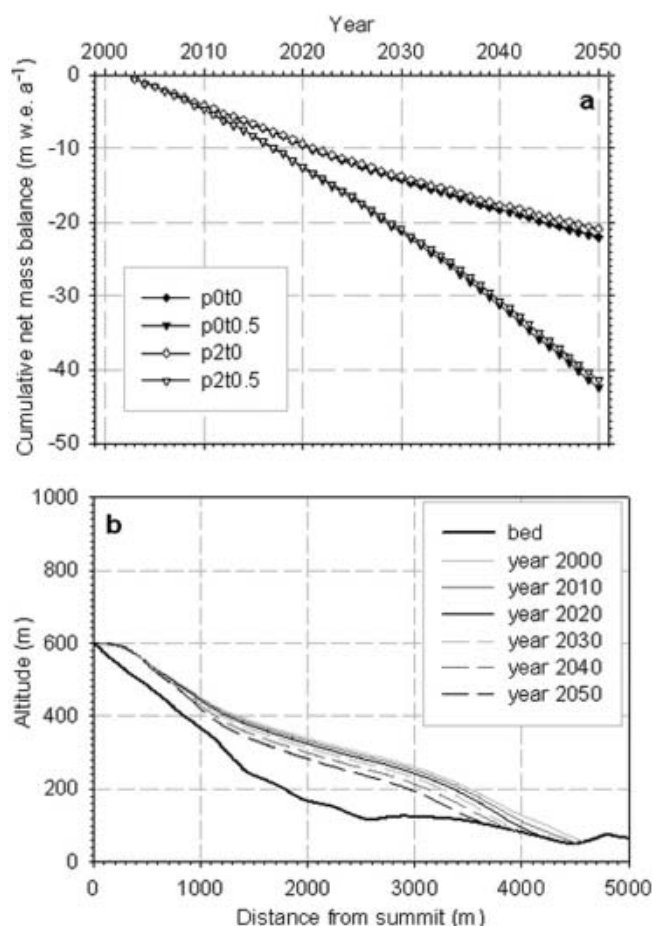 Year
2000 2010 2020 2030 2040 2050
a
Cumulative net mass balance (m w.e. a⁻¹)
0
-10
-20
-30
-40
-50
p0t0
p0t0.5
p2t0
p2t0.5
b
Altitude (m)
1000
800
600
400
200
0
bed
year 2000
year 2010
year 2020
year 2030
year 2040
year 2050
0 1000 2000 3000 4000 5000
Distance from summit (m)